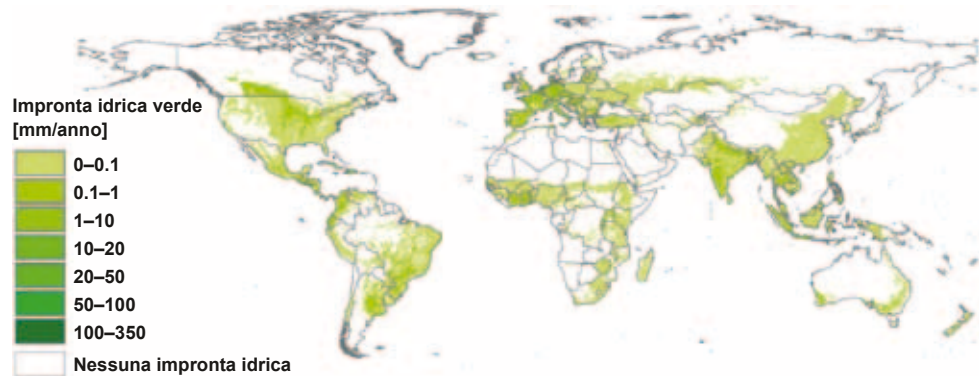 Impronta idrica verde
[mm/anno]
0–0.1
0.1–1
1–10
10–20
20–50
50–100
100–350
Nessuna impronta idrica